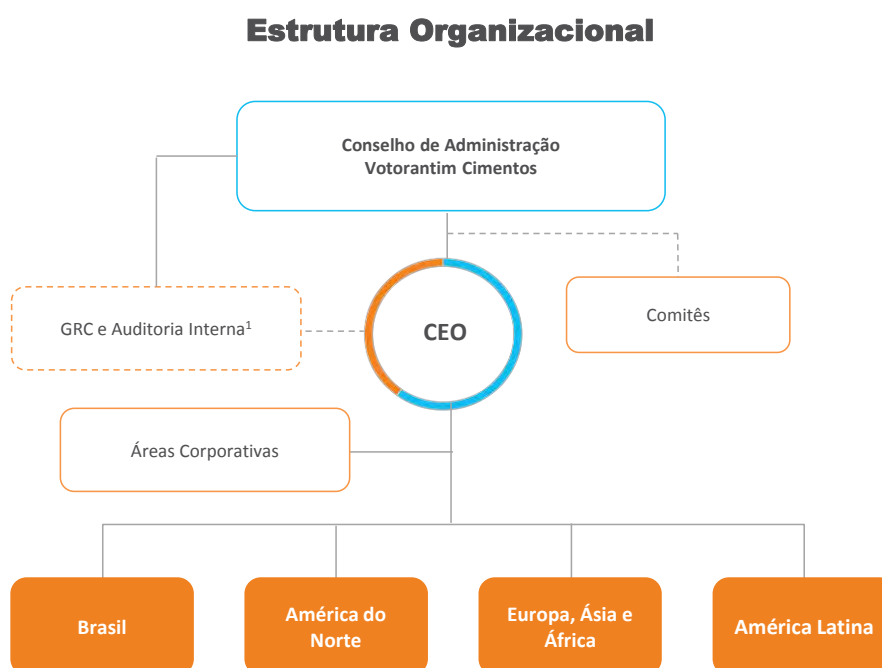 Estrutura Organizacional
Conselho de Administração
Votorantim Cimentos
GRC e Auditoria Interna¹
CEO
Comitês
Áreas Corporativas
Brasil
América do
Norte
Europa, Ásia e
África
América Latina